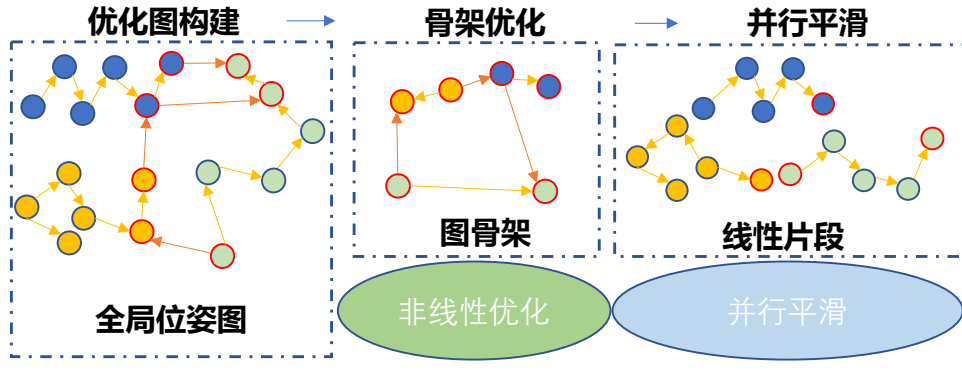 优化图构建
骨架优化
并行平滑
图骨架
线性片段
全局位姿图
非线性优化
并行平滑